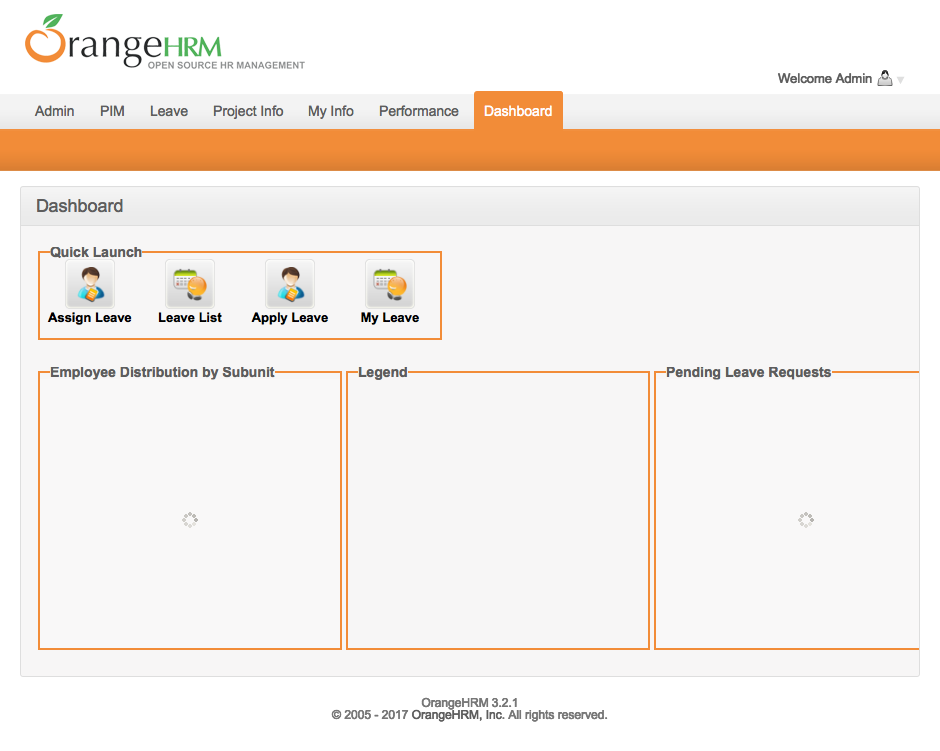 OrangeHRM
OPEN SOURCE HR MANAGEMENT
Welcome Admin
Admin PIM Leave Project Info My Info Performance Dashboard
Dashboard
Quick Launch
Assign Leave Leave List Apply Leave My Leave
Employee Distribution by Subunit Legend Pending Leave Requests
OrangeHRM 3.2.1
© 2005 - 2017 OrangeHRM, Inc. All rights reserved.